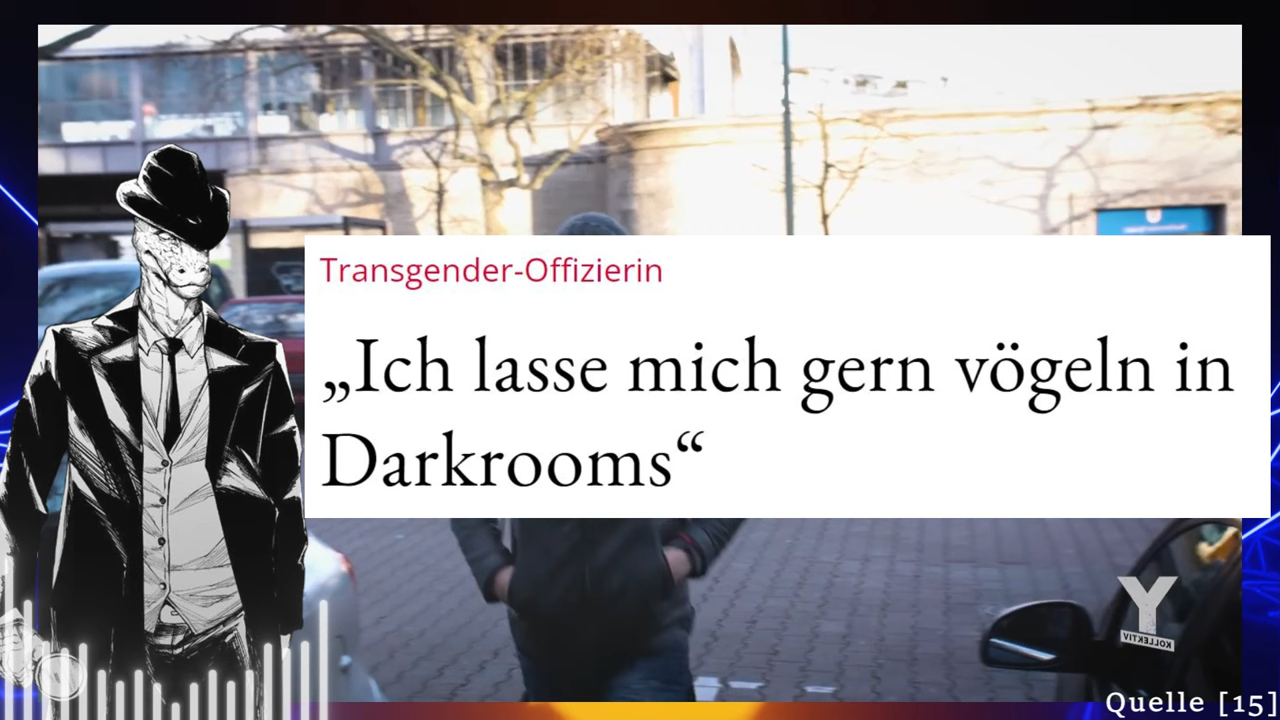 Transgender-Offizierin
„Ich lasse mich gern vögeln in
Darkrooms“
Y
KOLLEKTIV
Quelle [15]